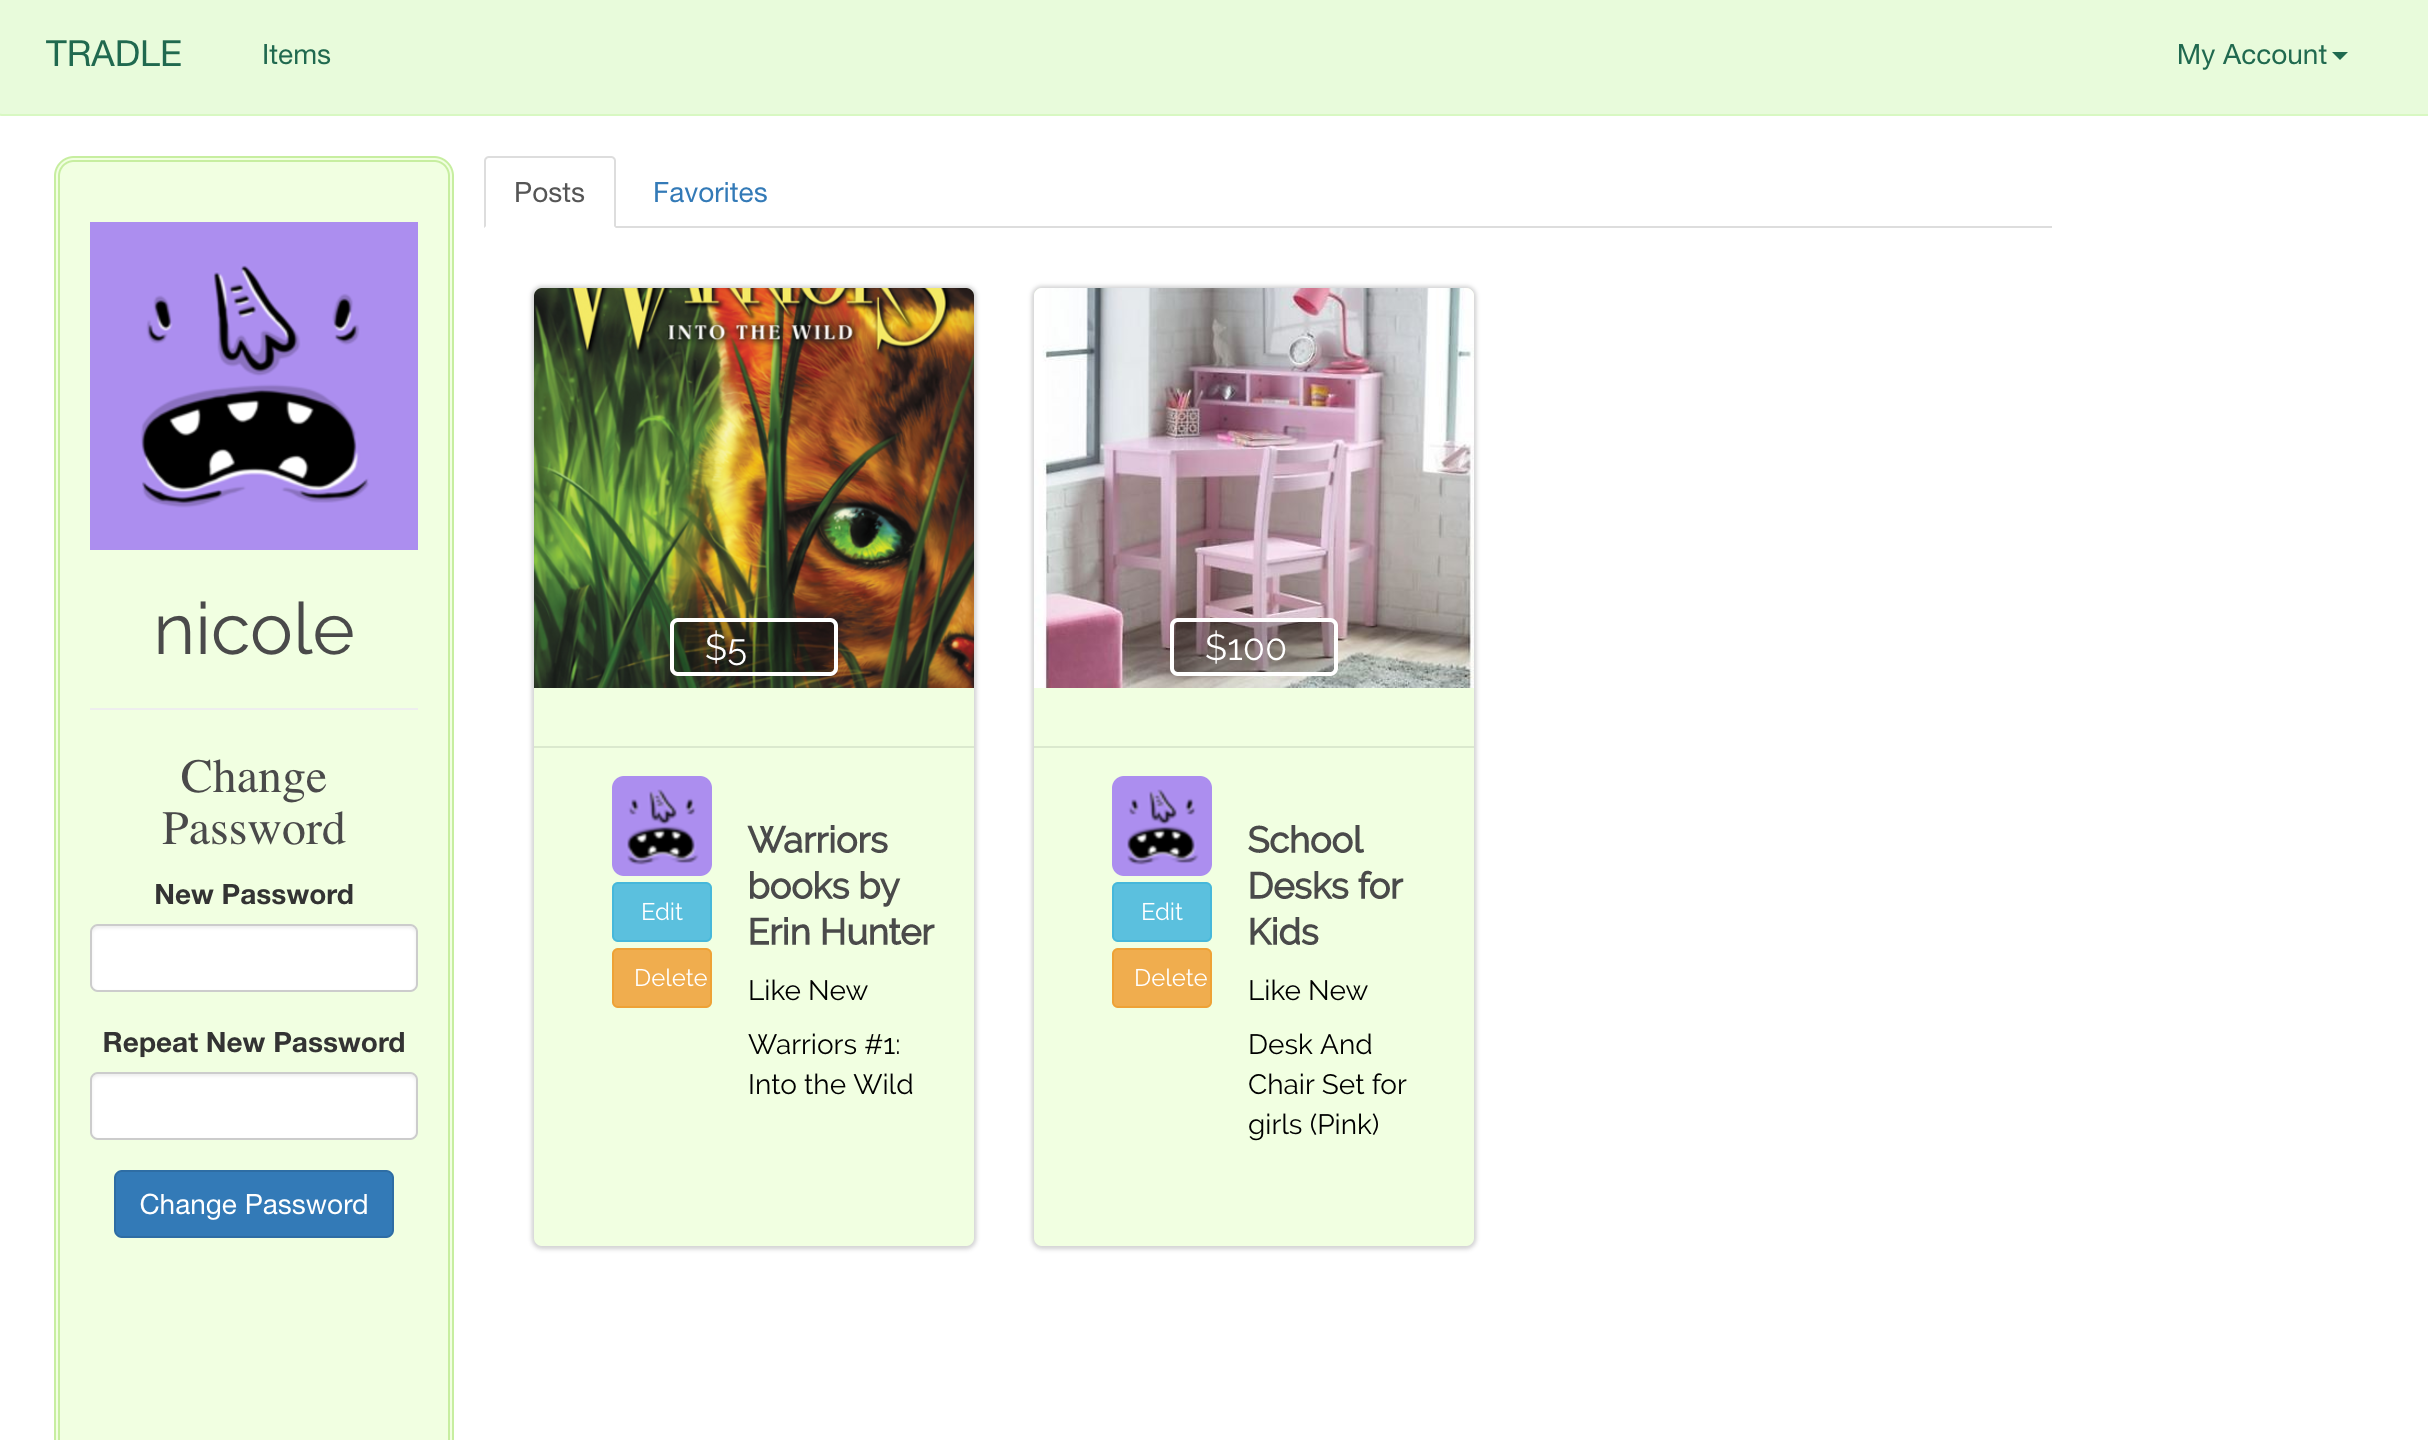 TRADLE
Items
My Account
Posts
Favorites
nicole
Change
Password
New Password
Repeat New Password
Change Password
WARRIORS
INTO THE WILD
$5
Edit
Delete
Warriors
books by
Erin Hunter
Like New
Warriors #1:
Into the Wild
$100
Edit
Delete
School
Desks for
Kids
Like New
Desk And
Chair Set for
girls (Pink)